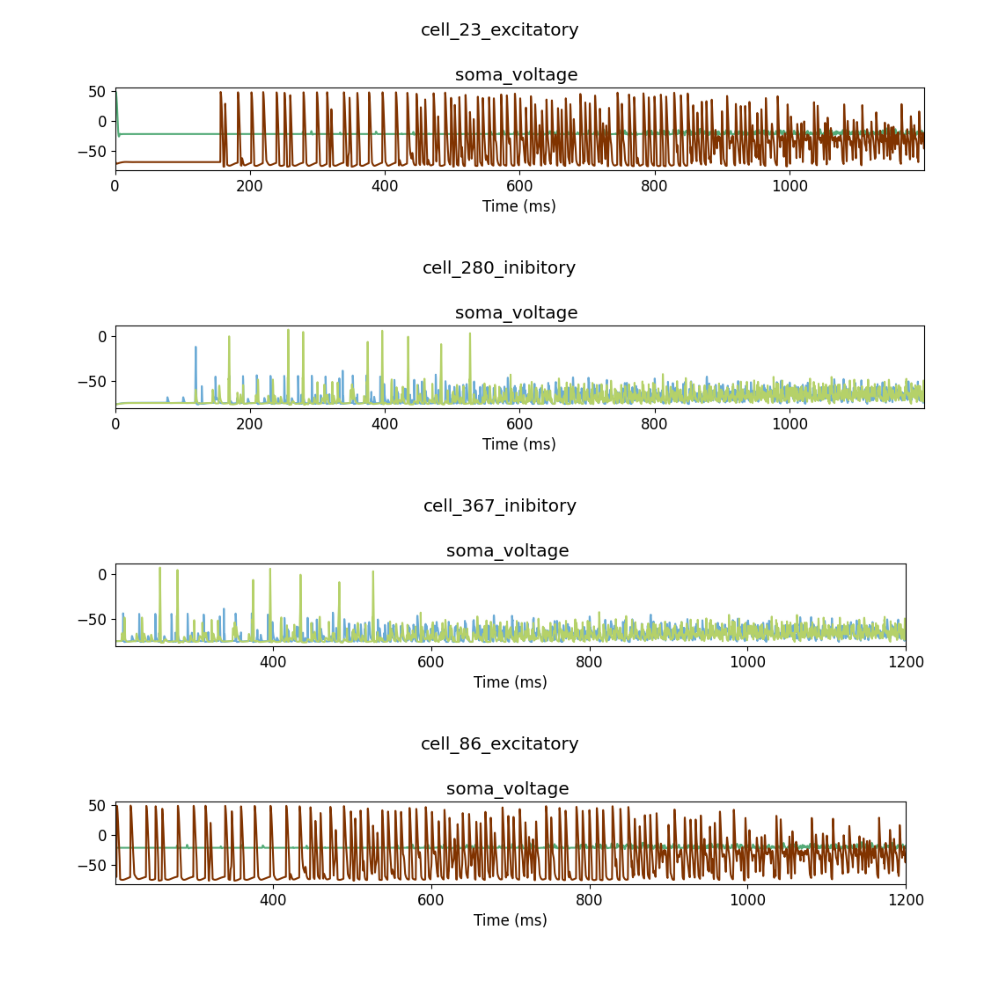 cell_23_excitatory
soma_voltage
50
0
−50
0 200 400 600 800 1000
Time (ms)
cell_280_inibitory
soma_voltage
0
−50
0 200 400 600 800 1000
Time (ms)
cell_367_inibitory
soma_voltage
0
−50
400 600 800 1000 1200
Time (ms)
cell_86_excitatory
soma_voltage
50
0
−50
400 600 800 1000 1200
Time (ms)